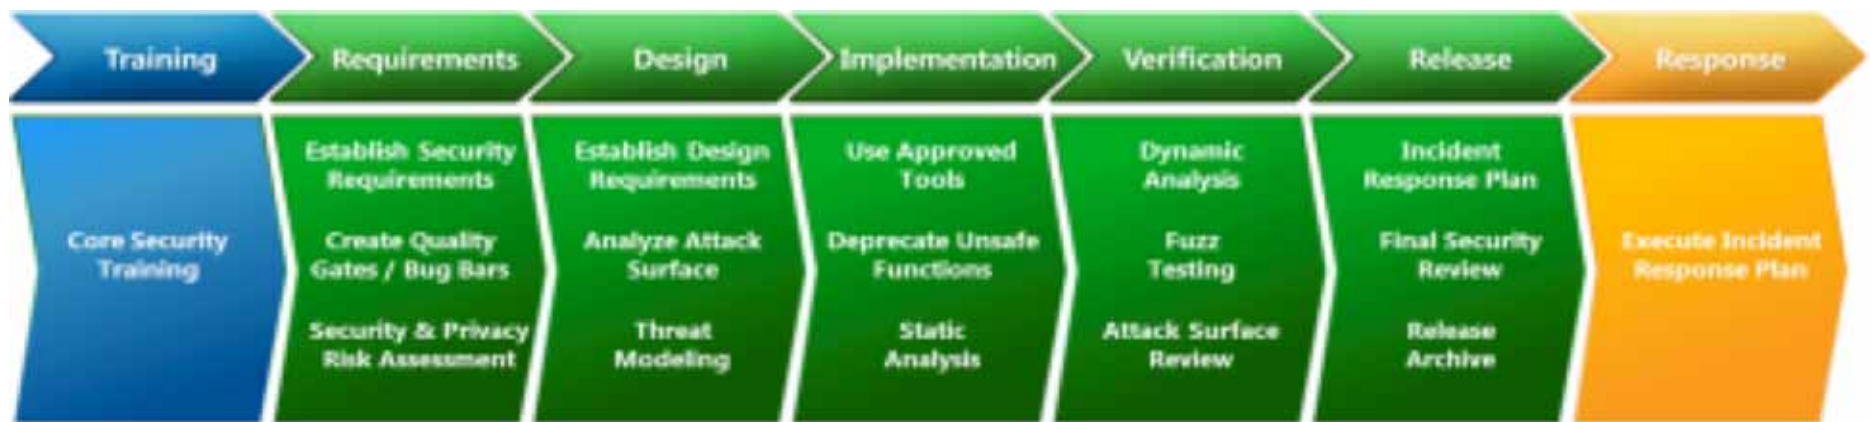 Training
Requirements
Design
Implementation
Verification
Release
Response
Core Security
Training
Establish Security
Requirements
Create Quality
Gates / Bug Bars
Security & Privacy
Risk Assessment
Establish Design
Requirements
Analyze Attack
Surface
Threat
Modeling
Use Approved
Tools
Deprecate Unsafe
Functions
Static
Analysis
Dynamic
Analysis
Fuzz
Testing
Attack Surface
Review
Incident
Response Plan
Final Security
Review
Release
Archive
Execute Incident
Response Plan